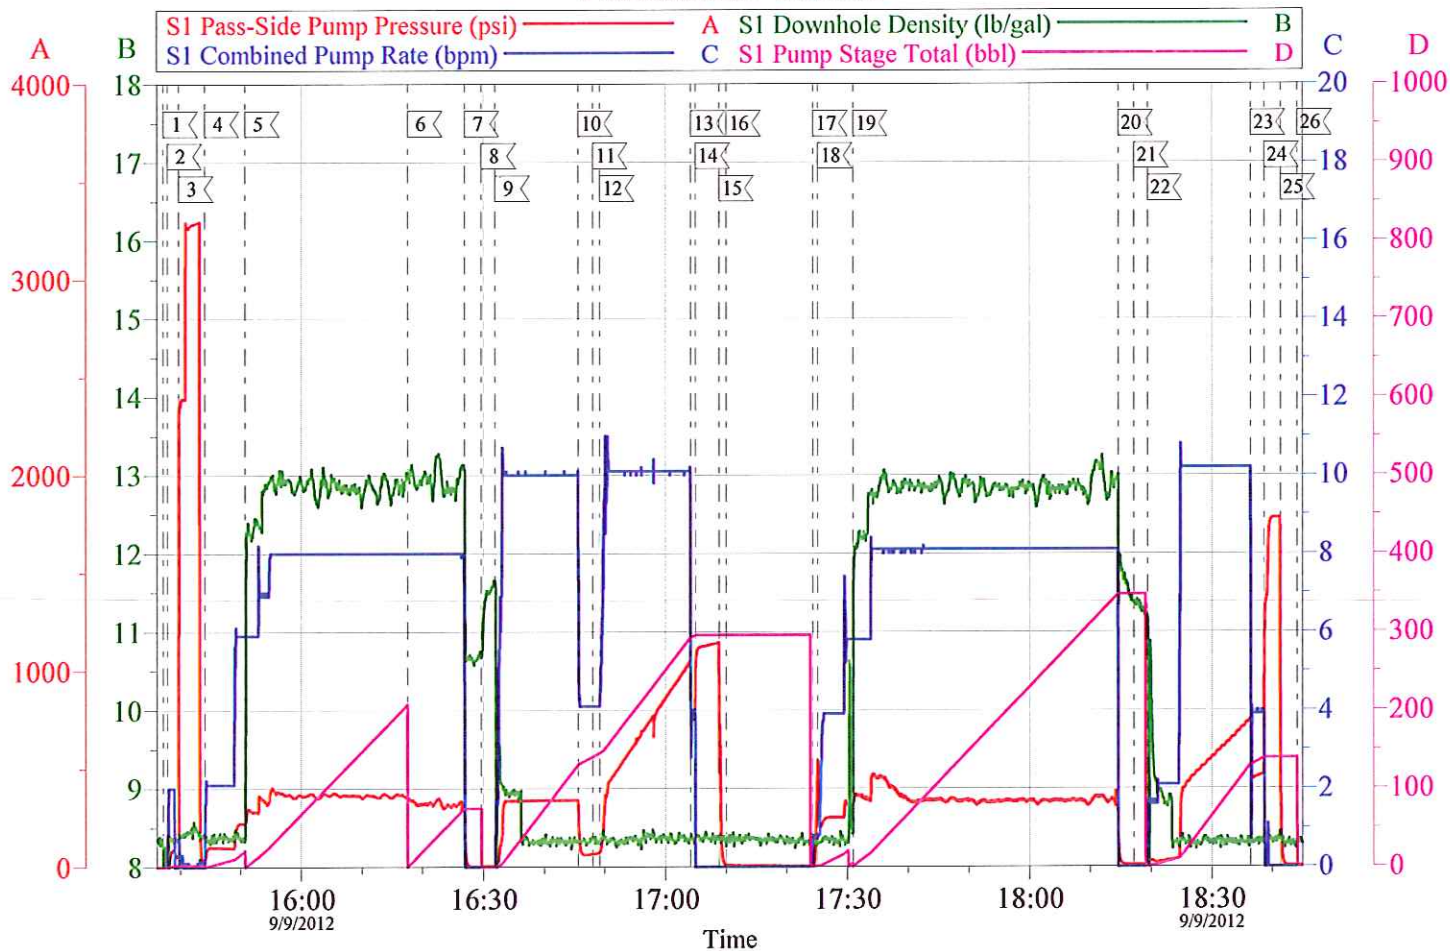 S1 Pass-Side Pump Pressure (psi) A S1 Downhole Density (lb/gal) B
S1 Combined Pump Rate (bpm) C S1 Pump Stage Total (bbl) D
A B C D
4000 18 20 1000
1 4 5 6 7 10 13 16 17 19 20 23 26
2 8 11 14 18 21 24
17 18 900
3 9 12 15 22 25
16 16 800
3000
15 14 700
14 12 600
2000 13 10 500
12 8 400
11 6 300
1000
10 4 200
9 2 100
0 8 0 0
16:00 16:30 17:00 17:30 18:00 18:30
9/9/2012 9/9/2012
Time